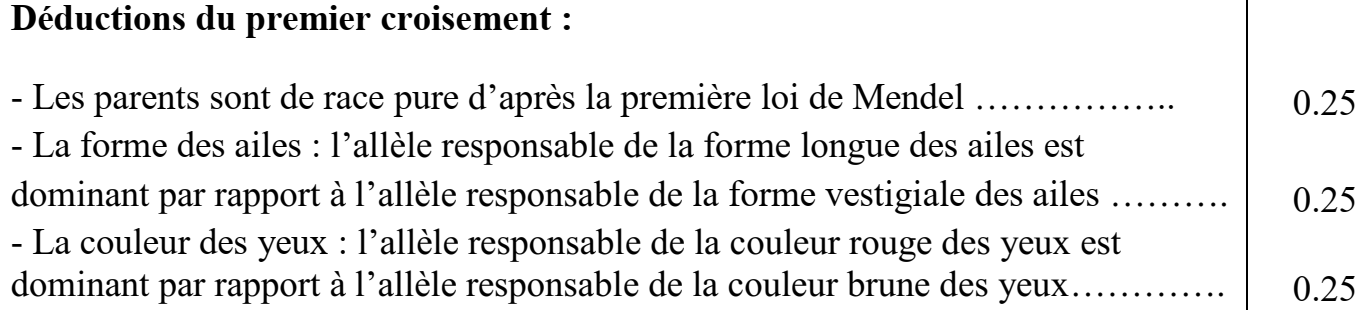 Déductions du premier croisement :
- Les parents sont de race pure d’après la première loi de Mendel …………….. 0.25
- La forme des ailes : l’allèle responsable de la forme longue des ailes est
dominant par rapport à l’allèle responsable de la forme vestigiale des ailes ………. 0.25
- La couleur des yeux : l’allèle responsable de la couleur rouge des yeux est
dominant par rapport à l’allèle responsable de la couleur brune des yeux…………. 0.25